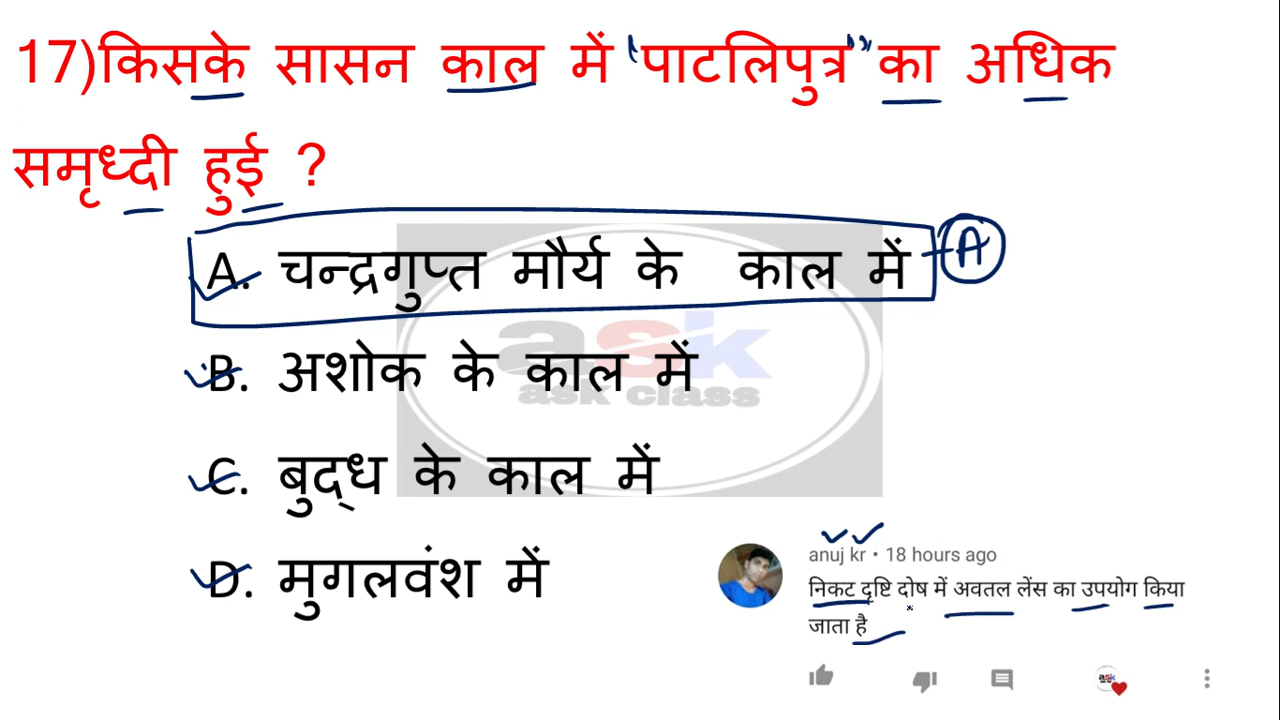 17)किसके सासन काल में 'पाटलिपुत्र" का अधिक
समृध्दी हुई ?
A. चन्द्रगुप्त मौर्य के काल में A
B. अशोक के काल में
C. बुद्ध के काल में
D. मुगलवंश में
ask
ask class
anuj kr • 18 hours ago
निकट दृष्टि दोष में अवतल लेंस का उपयोग किया
जाता है
ask